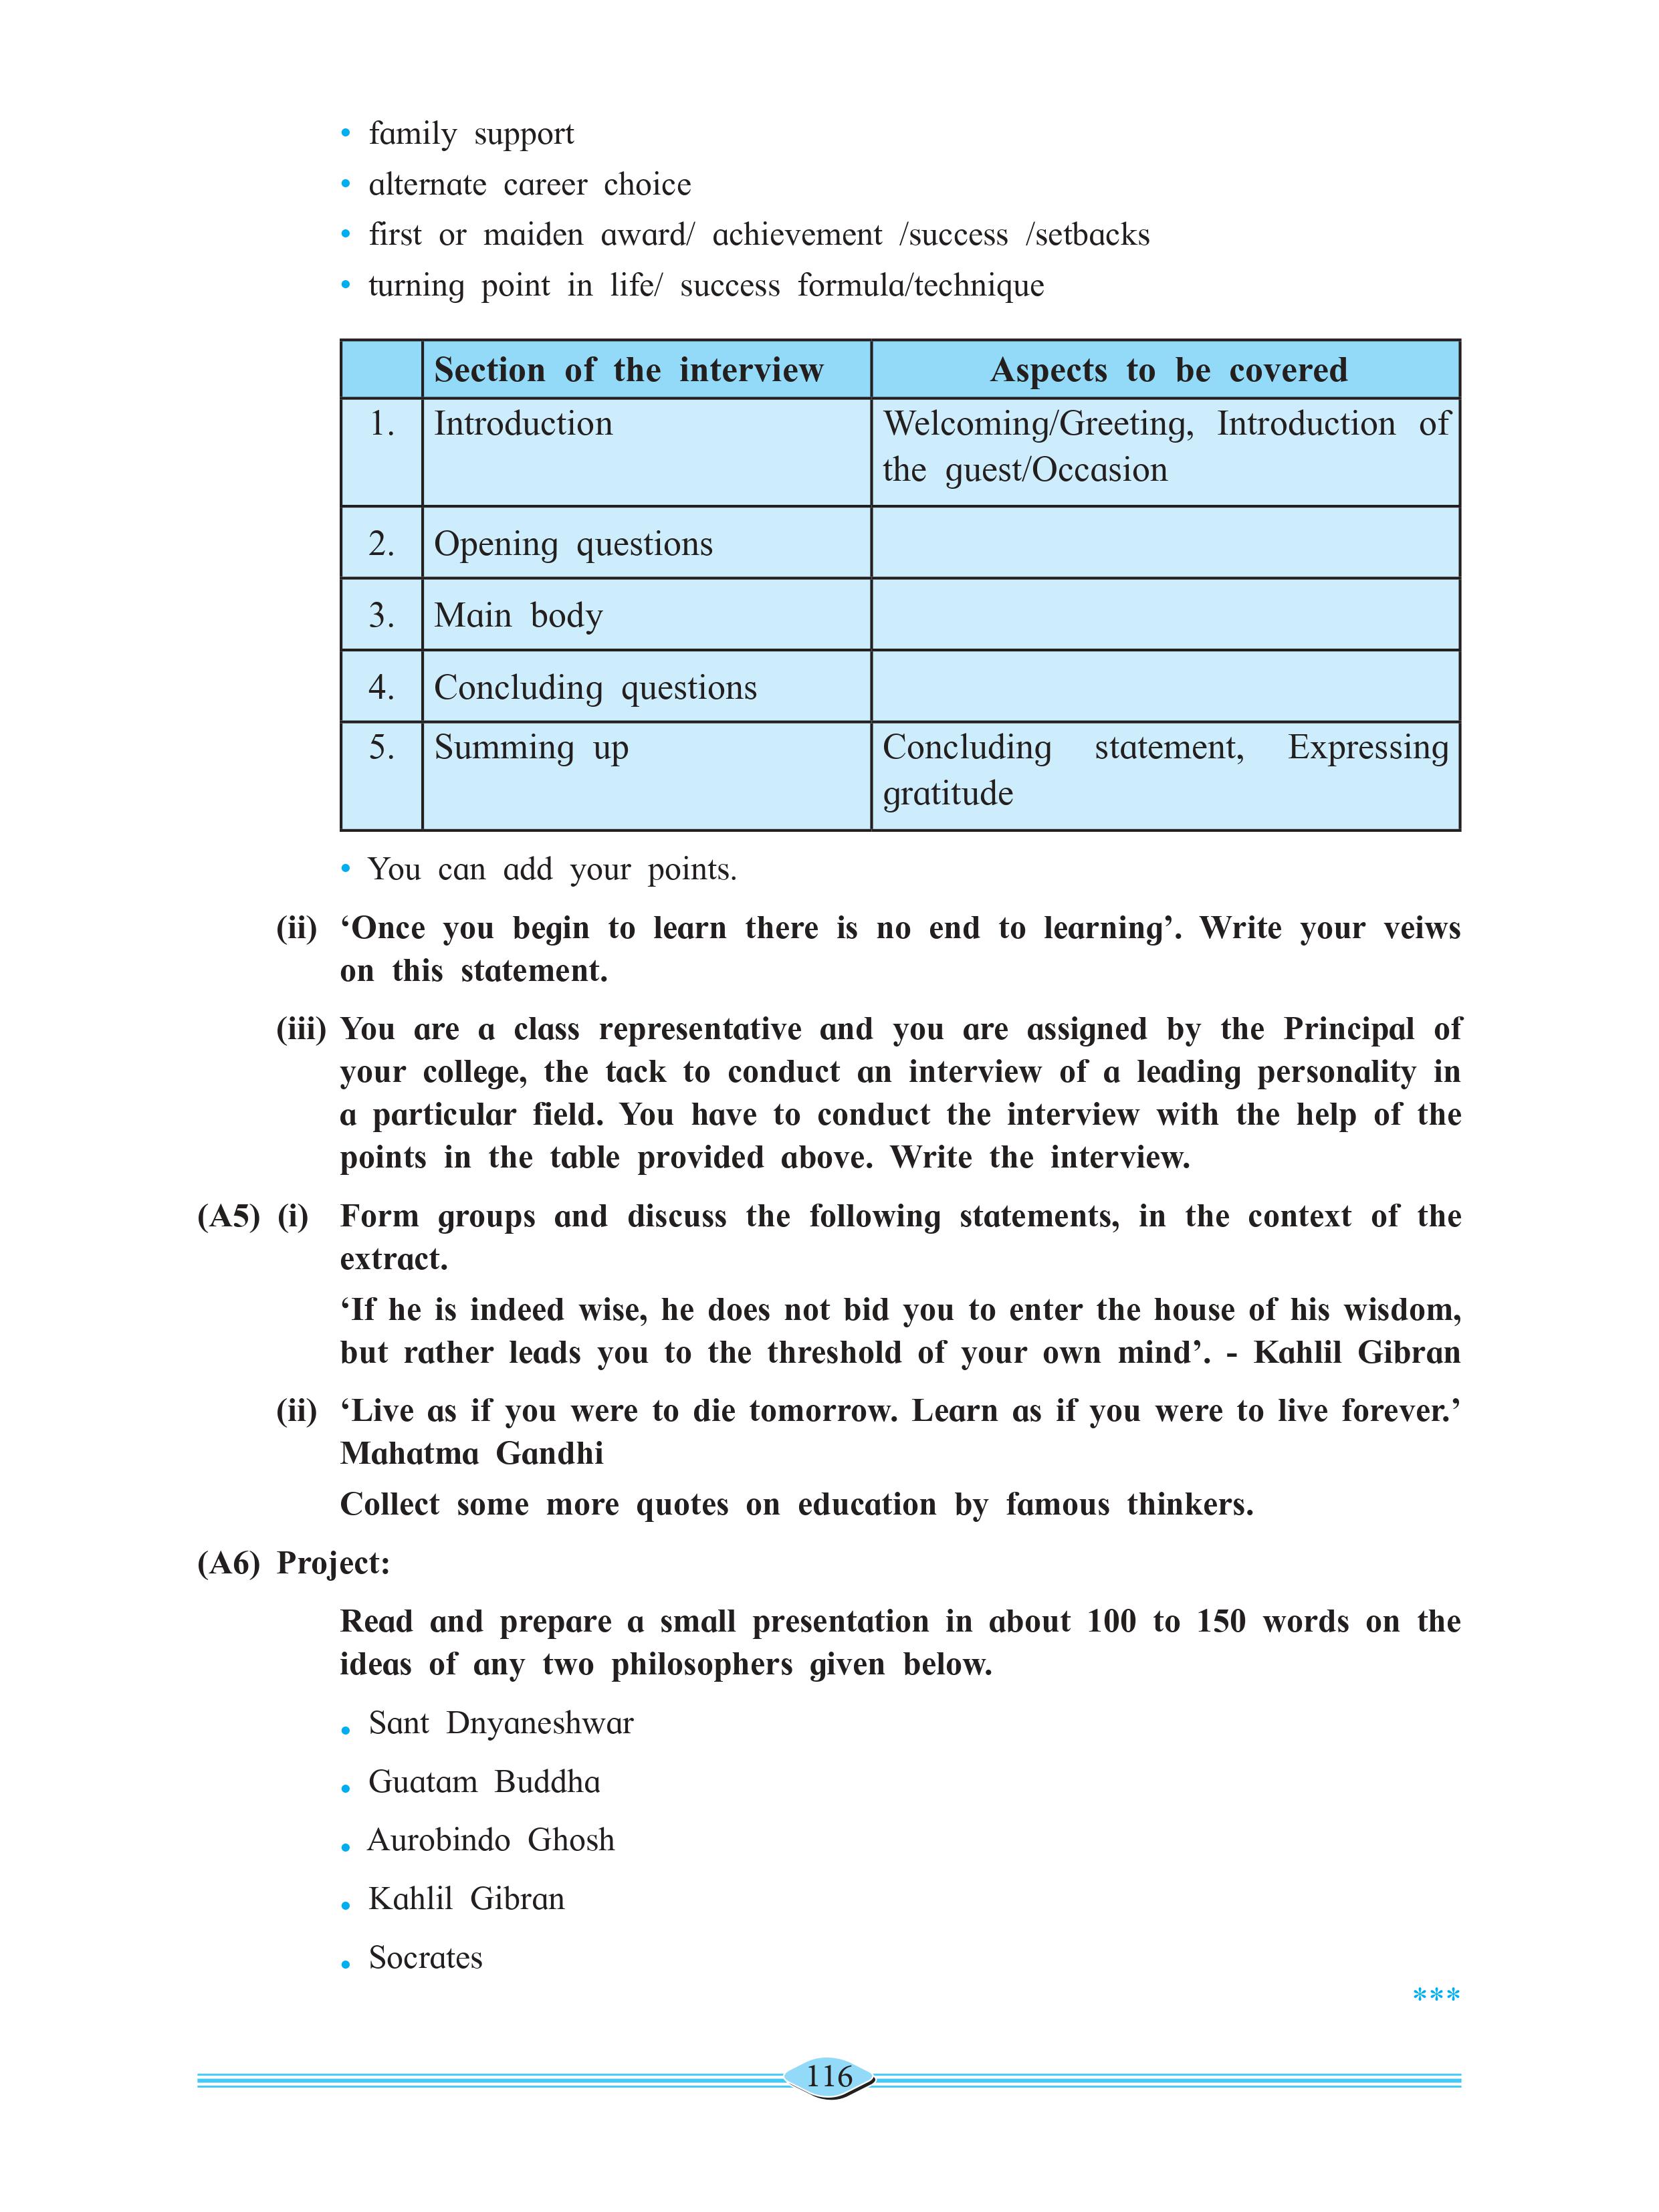 • family support
• alternate career choice
• first or maiden award/ achievement /success /setbacks
• turning point in life/ success formula/technique
Section of the interview Aspects to be covered
1. Introduction Welcoming/Greeting, Introduction of
the guest/Occasion
2. Opening questions
3. Main body
4. Concluding questions
5. Summing up Concluding statement, Expressing
gratitude
• You can add your points.
(ii) ‘Once you begin to learn there is no end to learning’. Write your veiws
on this statement.
(iii) You are a class representative and you are assigned by the Principal of
your college, the tack to conduct an interview of a leading personality in
a particular field. You have to conduct the interview with the help of the
points in the table provided above. Write the interview.
(A5) (i) Form groups and discuss the following statements, in the context of the
extract.
‘If he is indeed wise, he does not bid you to enter the house of his wisdom,
but rather leads you to the threshold of your own mind’. - Kahlil Gibran
(ii) ‘Live as if you were to die tomorrow. Learn as if you were to live forever.’
Mahatma Gandhi
Collect some more quotes on education by famous thinkers.
(A6) Project:
Read and prepare a small presentation in about 100 to 150 words on the
ideas of any two philosophers given below.
• Sant Dnyaneshwar
• Guatam Buddha
• Aurobindo Ghosh
• Kahlil Gibran
• Socrates
***
116